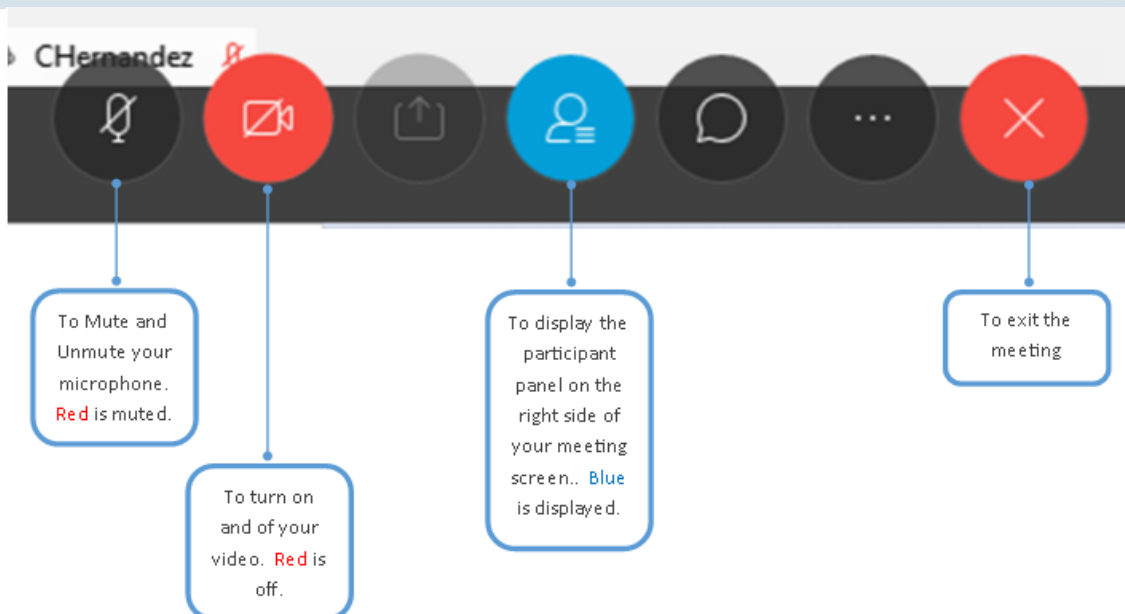 CHernandez
To Mute and
Unmute your
microphone.
Red is muted.
To turn on
and of your
video. Red is
off.
To display the
participant
panel on the
right side of
your meeting
screen.. Blue
is displayed.
To exit the
meeting